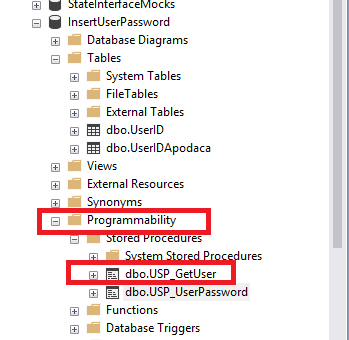 StateInterfaceMocks
InsertUserPassword
Database Diagrams
Tables
System Tables
FileTables
External Tables
dbo.UserID
dbo.UserIDApodaca
Views
External Resources
Synonyms
Programmability
Stored Procedures
System Stored Procedures
dbo.USP_GetUser
dbo.USP_UserPassword
Functions
Database Triggers